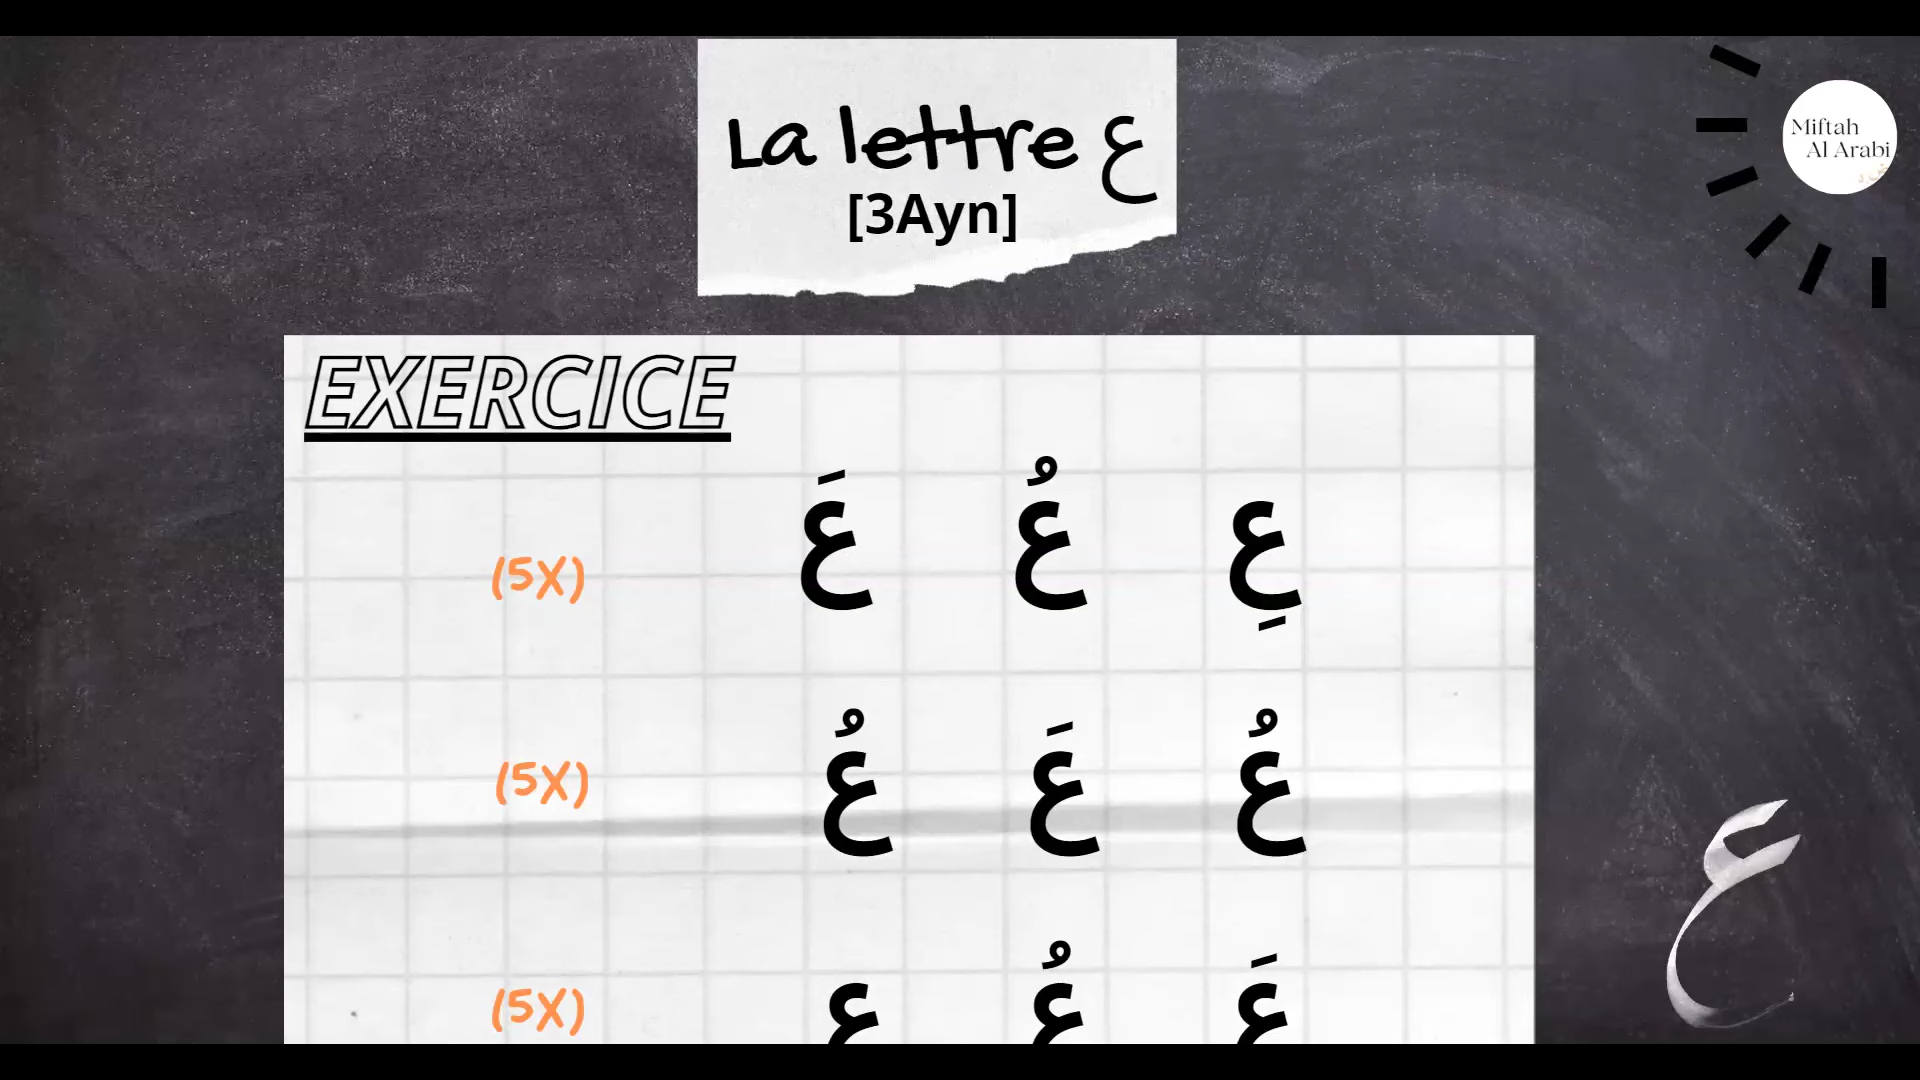 La lettre ع
[3Ayn]
Miftah
Al Arabi
EXERCICE
عِ عُ عَ (5X)
عُ عَ عُ (5X)
عَ عُ (5X)
ع